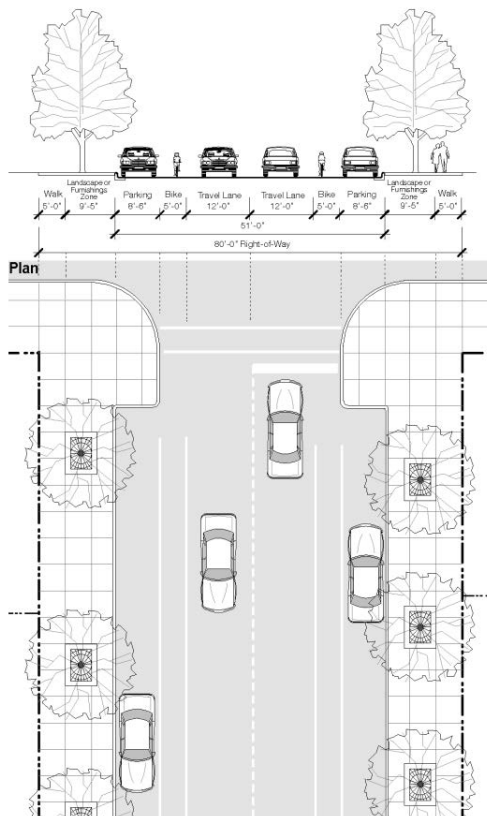 Walk
5'-0"
Landscape or
Furnishings
Zone
9'-5"
Parking
8'-6"
Bike
5'-0"
Travel Lane
12'-0"
Travel Lane
12'-0"
Bike
5'-0"
Parking
8'-6"
Landscape or
Furnishings
Zone
9'-5"
Walk
5'-0"
51'-0"
80'-0" Right-of-Way
Plan